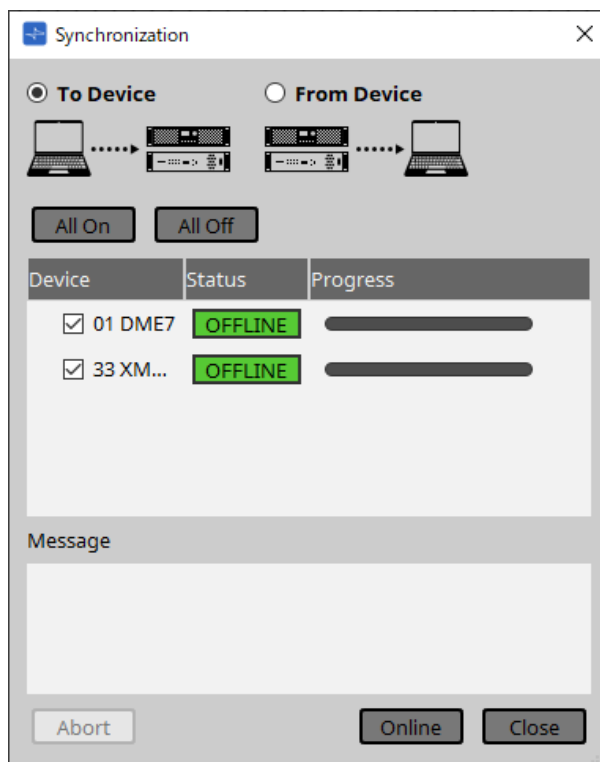 Synchronization
To Device From Device
All On All Off
Device Status Progress
01 DME7 OFFLINE
33 XM... OFFLINE
Message
Abort Online Close